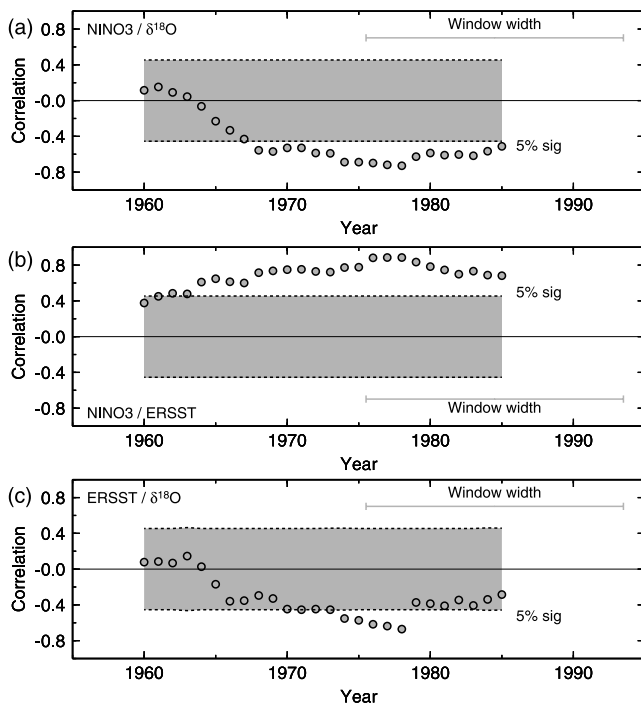 (a)
NINO3 / δ¹⁸O
Window width
0.8
0.4
-0.0
-0.4
-0.8
Correlation
5% sig
1960 1970 1980 1990
Year
(b)
0.8
0.4
-0.0
-0.4
-0.8
Correlation
5% sig
NINO3 / ERSST
Window width
1960 1970 1980 1990
Year
(c)
ERSST / δ¹⁸O
Window width
0.8
0.4
-0.0
-0.4
-0.8
Correlation
5% sig
1960 1970 1980 1990
Year